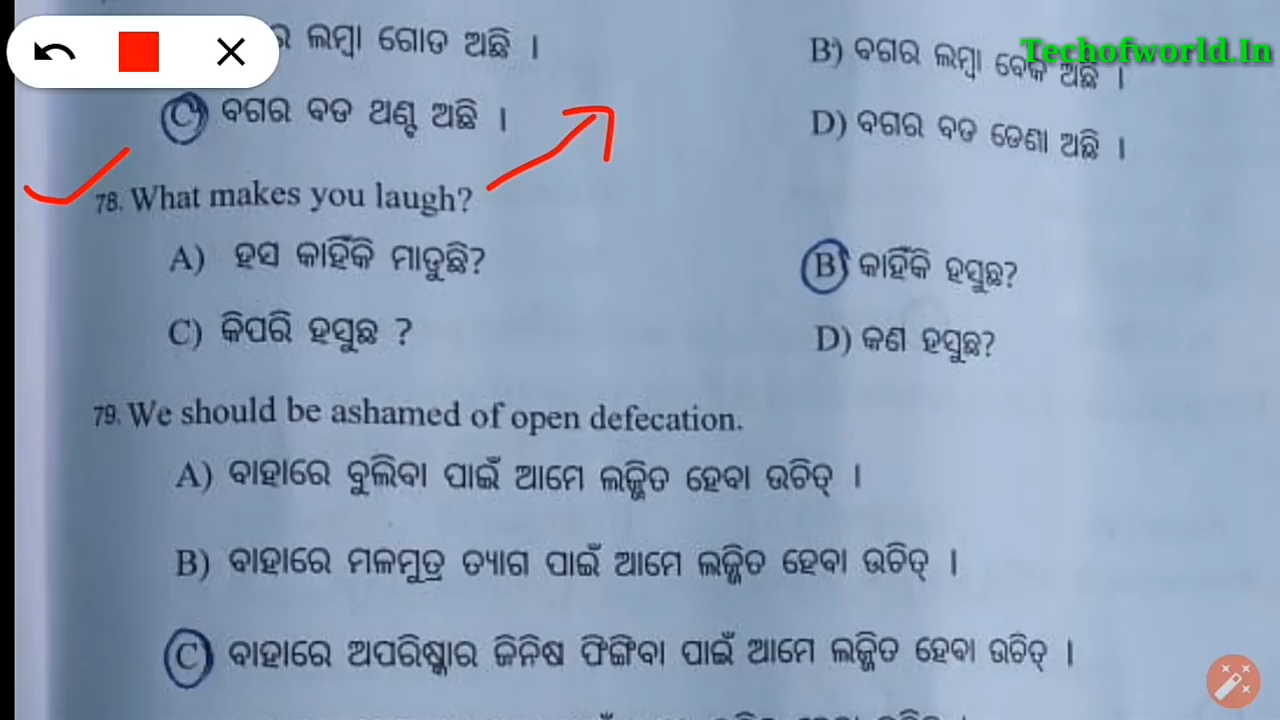 ଲମ୍ବା ଗୋଡ ଅଛି ।
B) ବଗର ଲମ୍ବା ବେକ ଅଛି ।
Techofworld.In
C) ବଗର ବଡ ଥଣ୍ଟ ଅଛି ।
D) ବଗର ବଡ ଡେଣା ଅଛି ।
78. What makes you laugh?
A) ହସ କାହିଁକି ମାଡୁଛି?
B) କାହିଁକି ହସୁଛ?
C) କିପରି ହସୁଛ ?
D) କଣ ହସୁଛ?
79. We should be ashamed of open defecation.
A) ବାହାରେ ବୁଲିବା ପାଇଁ ଆମେ ଲଜ୍ଜିତ ହେବା ଉଚିତ୍ ।
B) ବାହାରେ ମଳମୁତ୍ର ତ୍ୟାଗ ପାଇଁ ଆମେ ଲଜ୍ଜିତ ହେବା ଉଚିତ୍ ।
C) ବାହାରେ ଅପରିଷ୍କାର ଜିନିଷ ଫିଙ୍ଗିବା ପାଇଁ ଆମେ ଲଜ୍ଜିତ ହେବା ଉଚିତ୍ ।